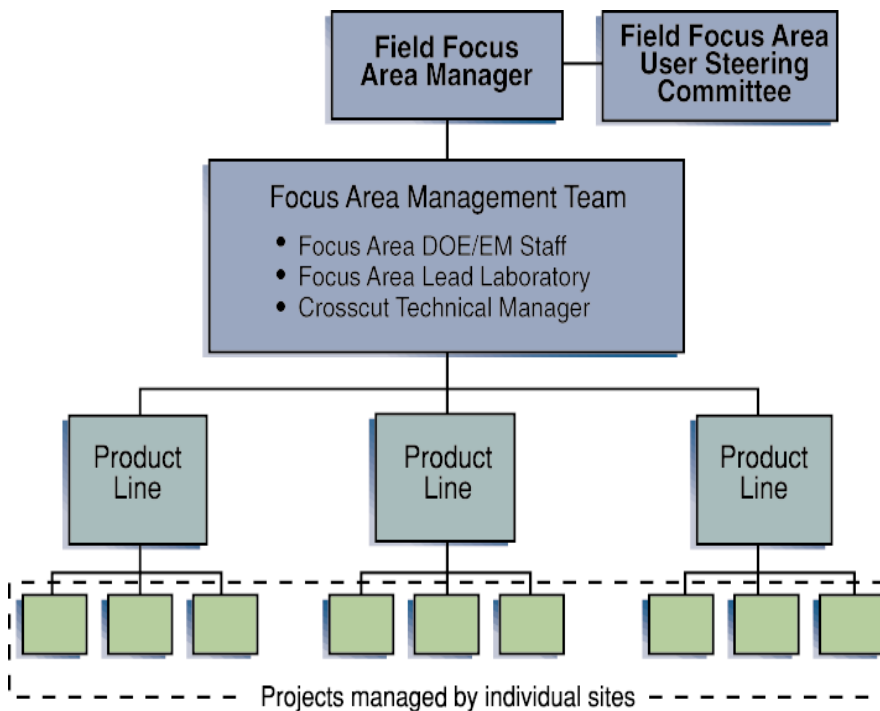 Field Focus
Area Manager
Field Focus Area
User Steering
Committee
Focus Area Management Team
• Focus Area DOE/EM Staff
• Focus Area Lead Laboratory
• Crosscut Technical Manager
Product
Line
Product
Line
Product
Line
Projects managed by individual sites